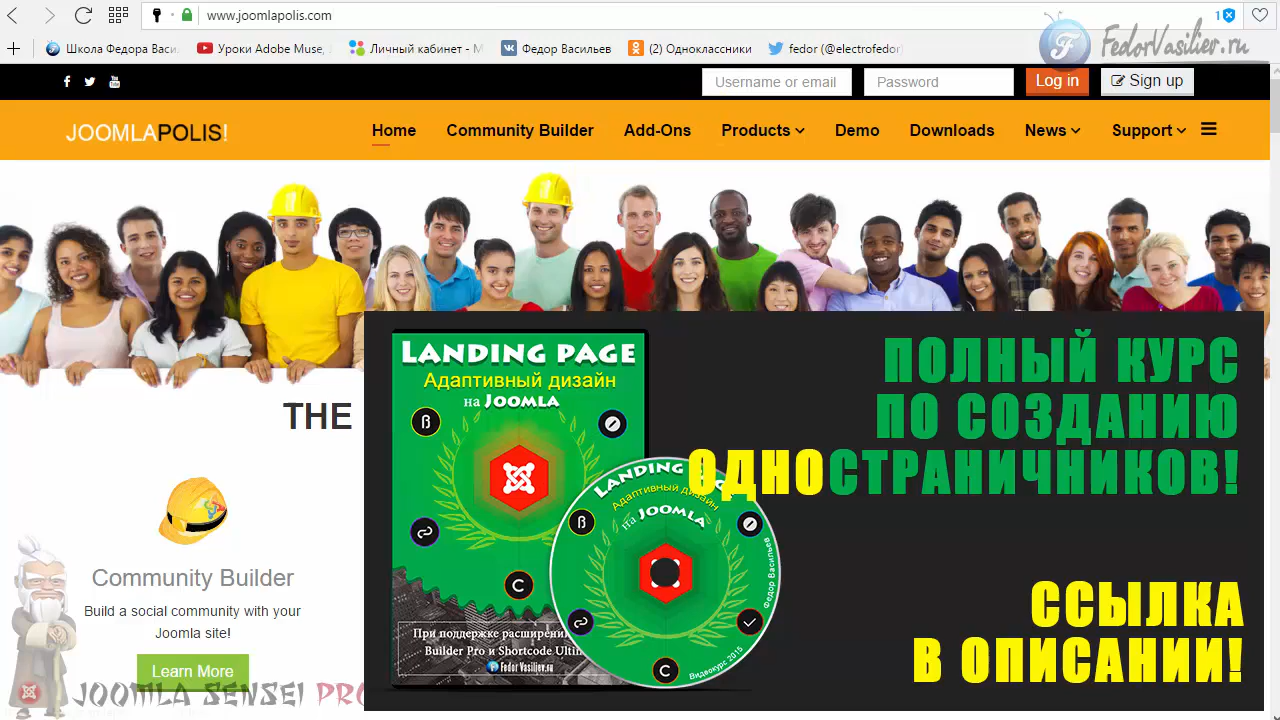 www.joomlapolis.com
1
Школа Федора Васи
Уроки Adobe Muse,
Личный кабинет - М
Федор Васильев
(2) Одноклассники
fedor (@electrofedor)
FedorVasiliev.ru
Username or email
Password
Log in
Sign up
JOOMLAPOLIS!
Home
Community Builder
Add-Ons
Products
Demo
Downloads
News
Support
THE
Community Builder
Build a social community with your
Joomla site!
Learn More
JOOMLA SENSEI PRO
LANDING PAGE
Адаптивный дизайн
на JOOMLA
При поддержке расширени
Builder Pro и Shortcode Ultim
Fedor Vasiliev.ru
LANDING
Адаптивный дизайн
на JOOMLA
Федор Васильев
Видеокурс 2015
ПОЛНЫЙ КУРС
ПО СОЗДАНИЮ
ОДНОСТРАНИЧНИКОВ!
ССЫЛКА
В ОПИСАНИИ!